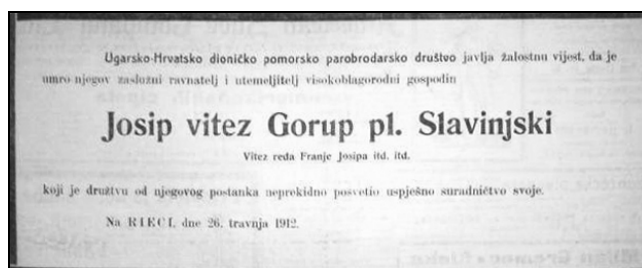 Ugarsko-Hrvatsko dioničko pomorsko parobrodarsko društvo javlja žalostnu vijest, da je
umro njegov zaslužni ravnatelj i utemeljitelj visokoblagorodni gospodin
Josip vitez Gorup pl. Slavinjski
Vitez reda Franje Josipa itd. itd.
koji je društvu od njegovog postanka neprekidno posvetio uspješno suradničtvo svoje.
Na RIECI, dne 26. travnja 1912.